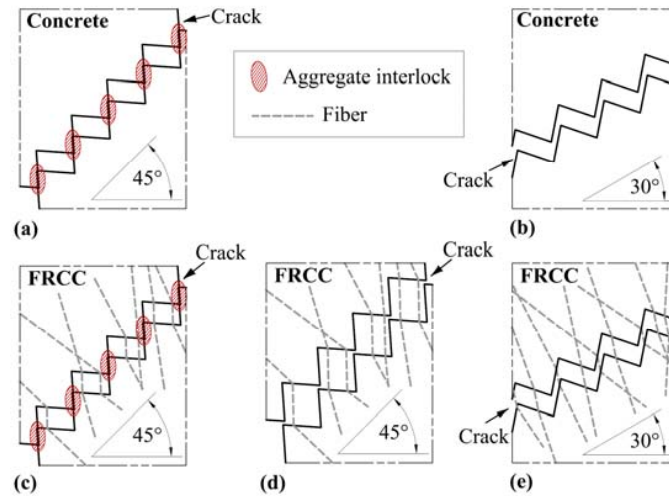 Concrete
Crack
45°
(a)
Aggregate interlock
Fiber
Concrete
Crack
30°
(b)
FRCC
Crack
45°
(c)
FRCC
Crack
45°
(d)
FRCC
Crack
30°
(e)